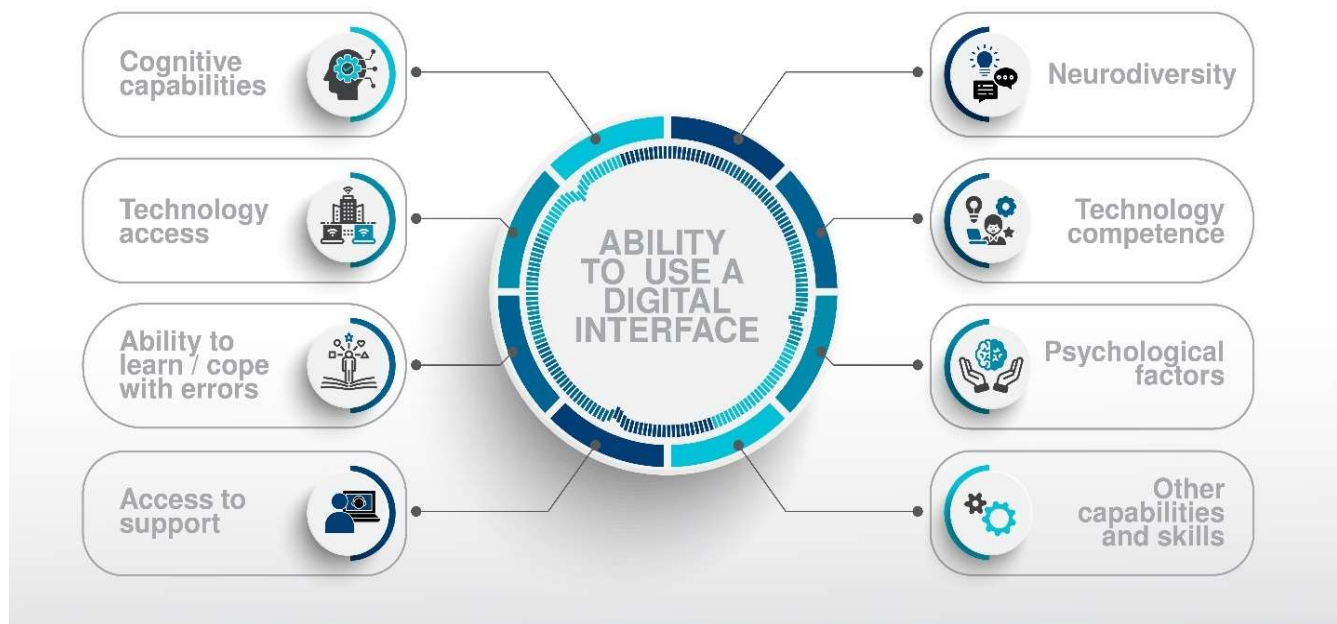 Cognitive
capabilities
Technology
access
Ability to
learn / cope
with errors
Access to
support
ABILITY
TO USE A
DIGITAL
INTERFACE
Neurodiversity
Technology
competence
Psychological
factors
Other
capabilities
and skills